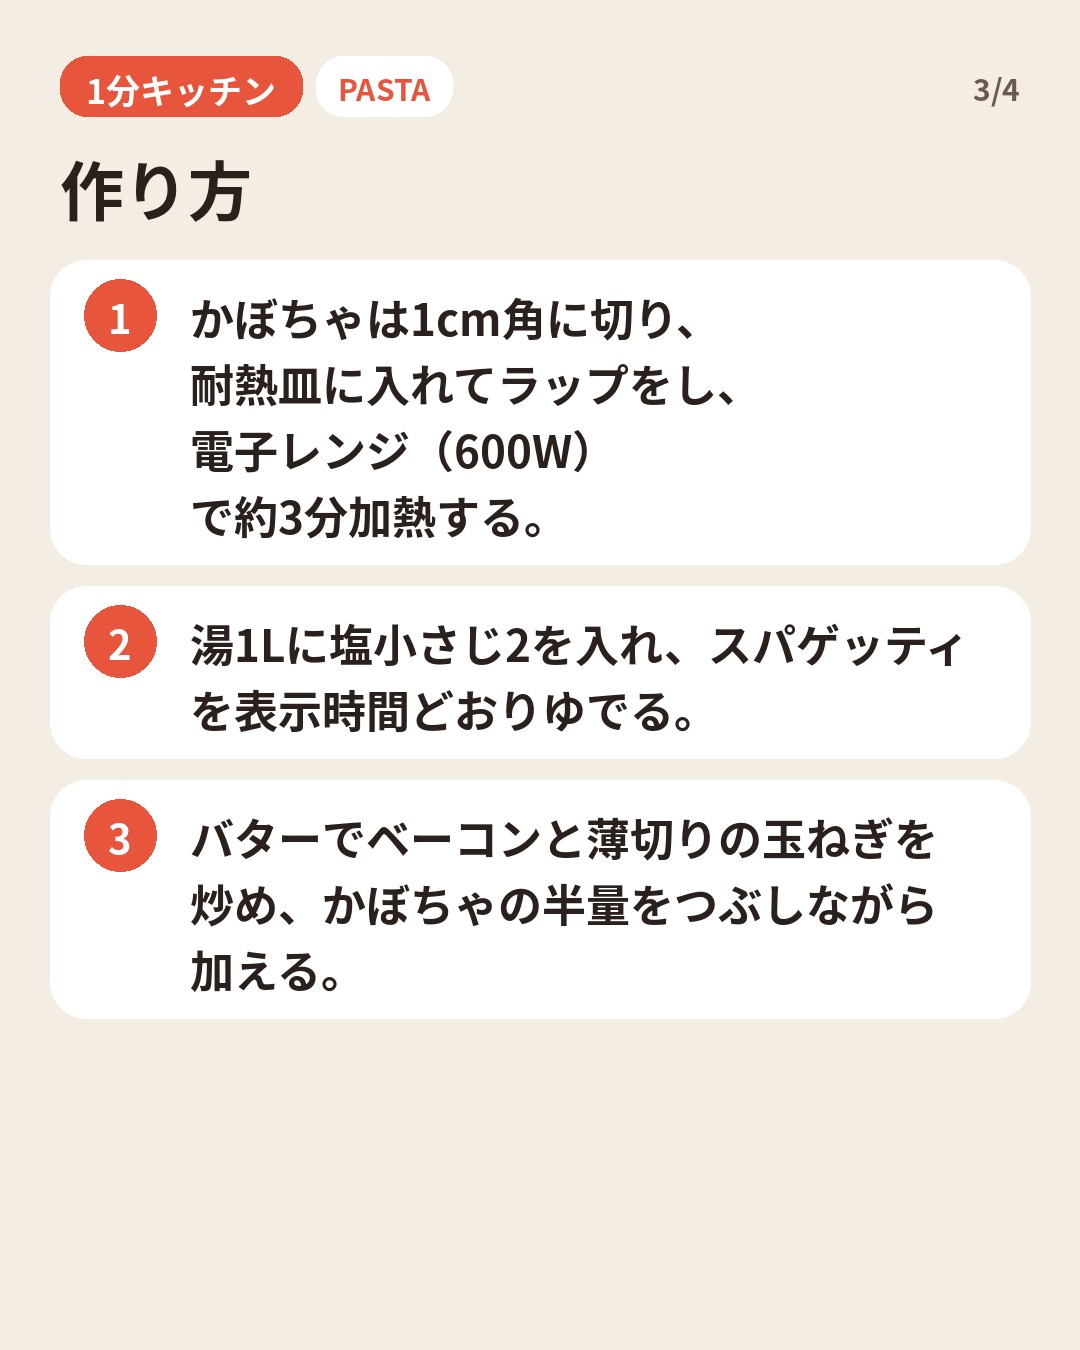 1分キッチン PASTA 3/4
作り方
1 かぼちゃは1cm角に切り、
耐熱皿に入れてラップをし、
電子レンジ（600W）
で約3分加熱する。
2 湯1Lに塩小さじ2を入れ、スパゲッティ
を表示時間どおりゆでる。
3 バターでベーコンと薄切りの玉ねぎを
炒め、かぼちゃの半量をつぶしながら
加える。